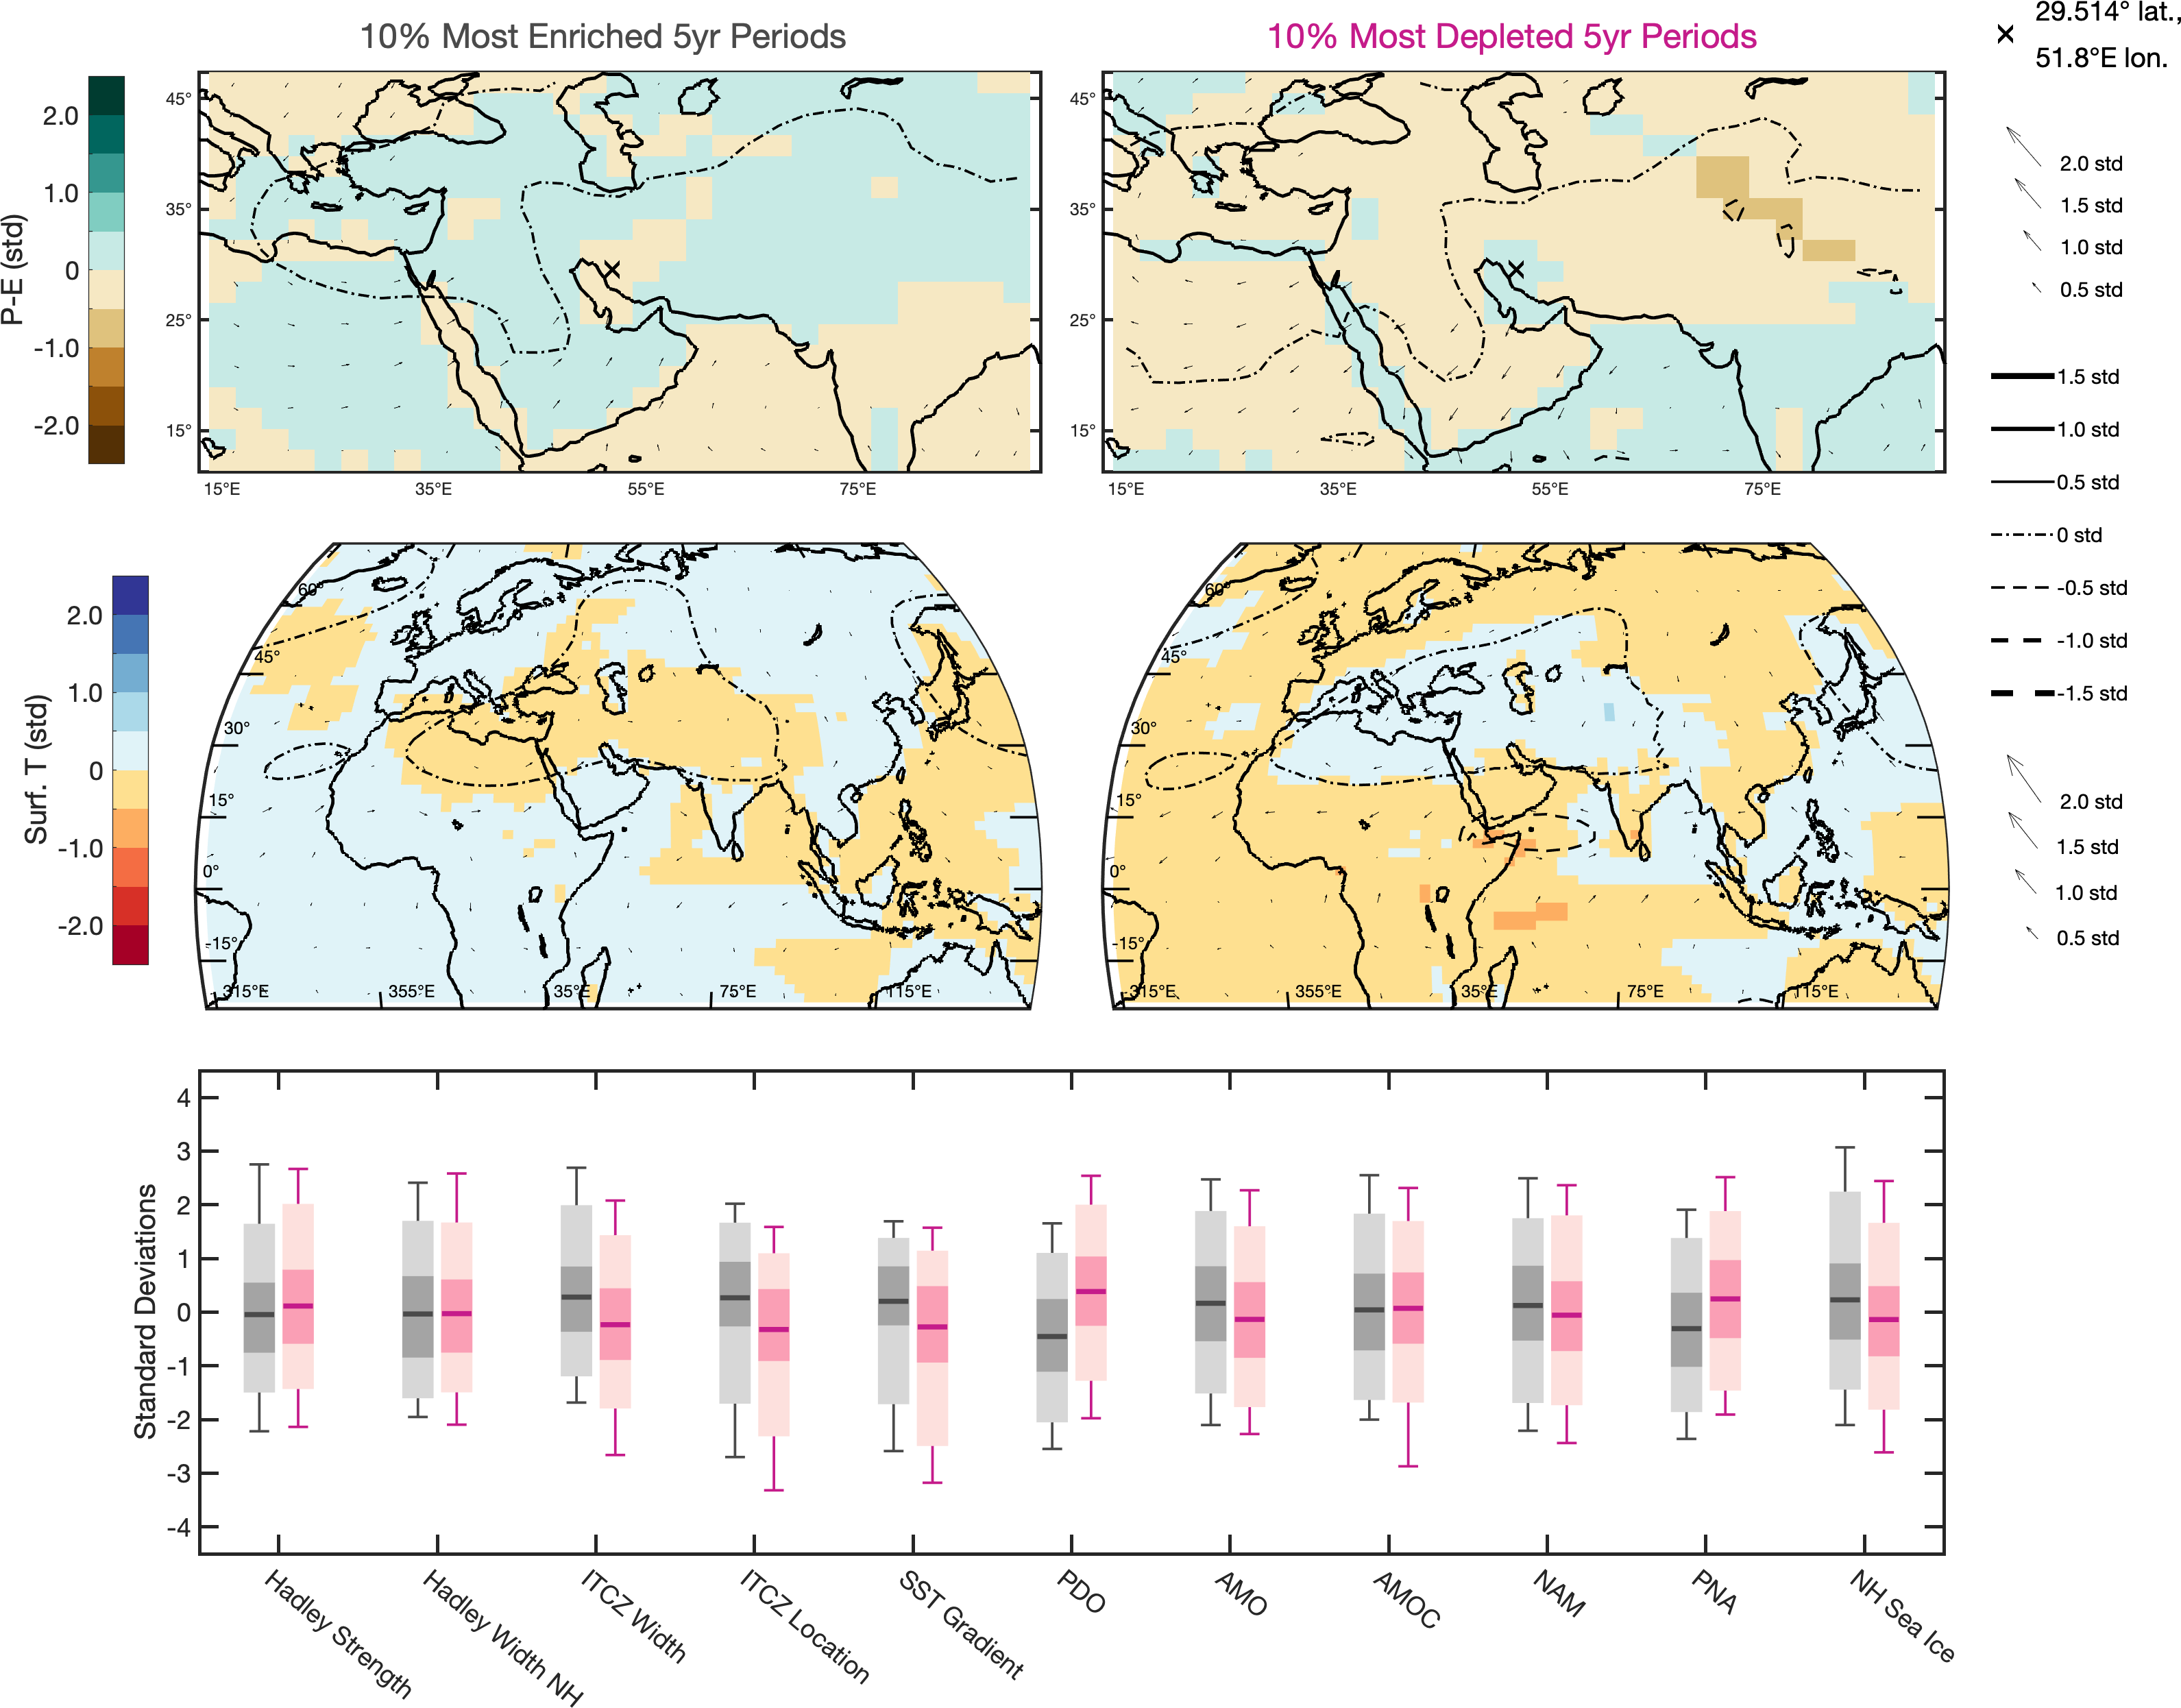 10% Most Enriched 5yr Periods
10% Most Depleted 5yr Periods
29.514° lat.,
51.8°E lon.
P-E (std)
2.0
1.0
0
-1.0
-2.0
45°
35°
25°
15°
15°E 35°E 55°E 75°E
45°
35°
25°
15°
15°E 35°E 55°E 75°E
2.0 std
1.5 std
1.0 std
0.5 std
1.5 std
1.0 std
0.5 std
0 std
-0.5 std
-1.0 std
-1.5 std
Surf. T (std)
2.0
1.0
0
-1.0
-2.0
60°
45°
30°
15°
0°
-15°
315°E 355°E 35°E 75°E 115°E
60°
45°
30°
15°
0°
-15°
315°E 355°E 35°E 75°E 115°E
2.0 std
1.5 std
1.0 std
0.5 std
Standard Deviations
4
3
2
1
0
-1
-2
-3
-4
Hadley Strength
Hadley Width NH
ITCZ Width
ITCZ Location
SST Gradient
PDO
AMO
AMOC
NAM
PNA
NH Sea Ice